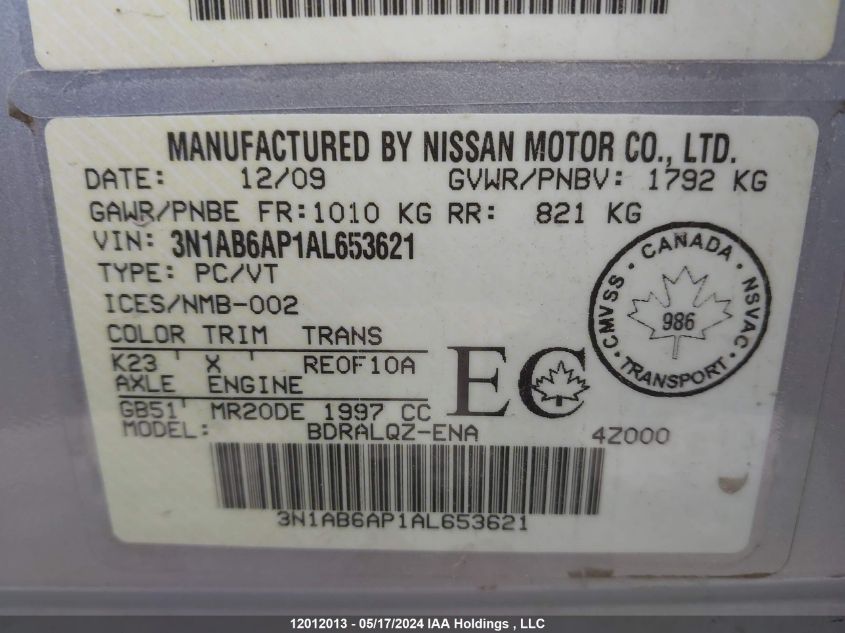 MANUFACTURED BY NISSAN MOTOR CO., LTD.
DATE: 12/09 GVWR/PNBV: 1792 KG
GAWR/PNBE FR:1010 KG RR: 821 KG
VIN: 3N1AB6AP1AL653621
TYPE: PC/VT
ICES/NMB-002
COLOR TRIM TRANS
K23 ' X ' RE0F10A
AXLE ENGINE
GB51' MR20DE 1997 CC
MODEL: BDRALQZ-ENA 4Z000
EC
CANADA
CMVSS · NSVAC
986
TRANSPORT
3N1AB6AP1AL653621
12012013 - 05/17/2024 IAA Holdings , LLC